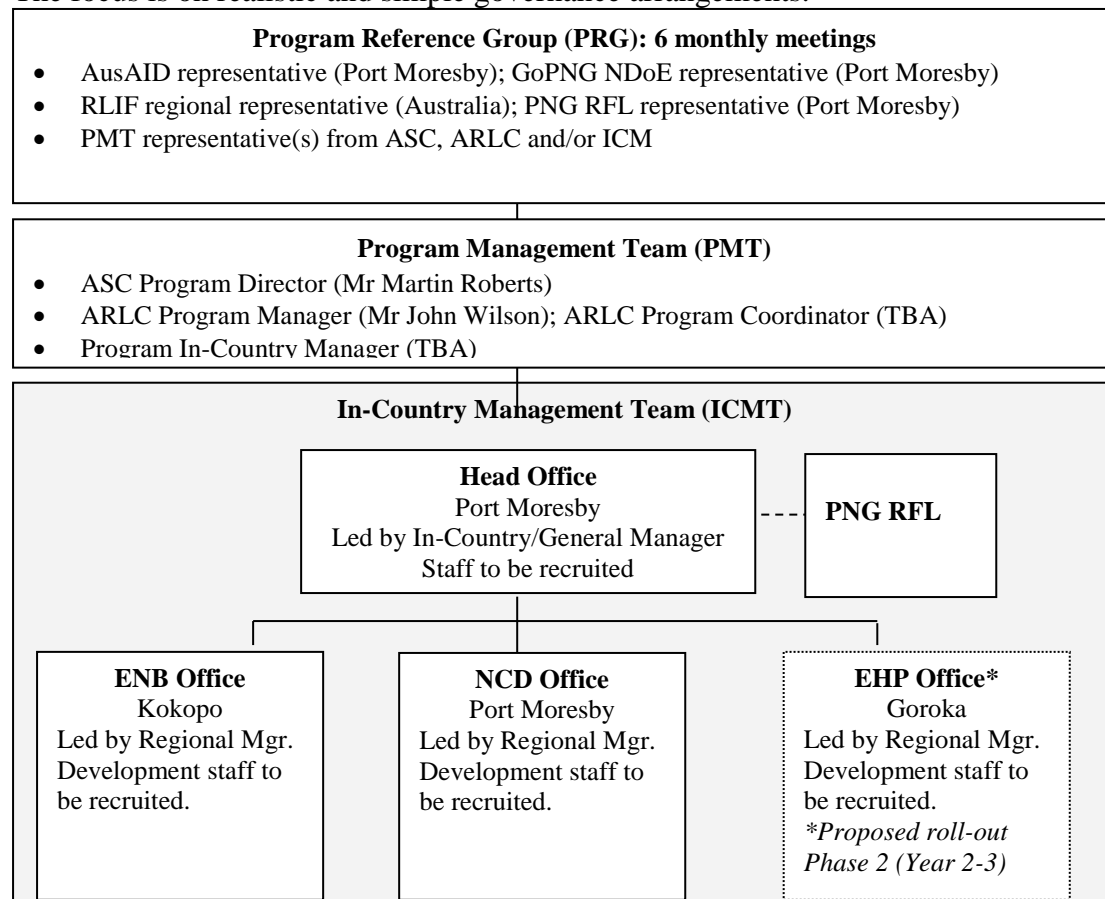 The focus is on realistic and simple governance arrangements.
Program Reference Group (PRG): 6 monthly meetings
• AusAID representative (Port Moresby); GoPNG NDoE representative (Port Moresby)
• RLIF regional representative (Australia); PNG RFL representative (Port Moresby)
• PMT representative(s) from ASC, ARLC and/or ICM
Program Management Team (PMT)
• ASC Program Director (Mr Martin Roberts)
• ARLC Program Manager (Mr John Wilson); ARLC Program Coordinator (TBA)
• Program In-Country Manager (TBA)
In-Country Management Team (ICMT)
Head Office
Port Moresby
Led by In-Country/General Manager
Staff to be recruited
PNG RFL
ENB Office
Kokopo
Led by Regional Mgr.
Development staff to
be recruited.
NCD Office
Port Moresby
Led by Regional Mgr.
Development staff to
be recruited.
EHP Office*
Goroka
Led by Regional Mgr.
Development staff to
be recruited.
*Proposed roll-out
Phase 2 (Year 2-3)